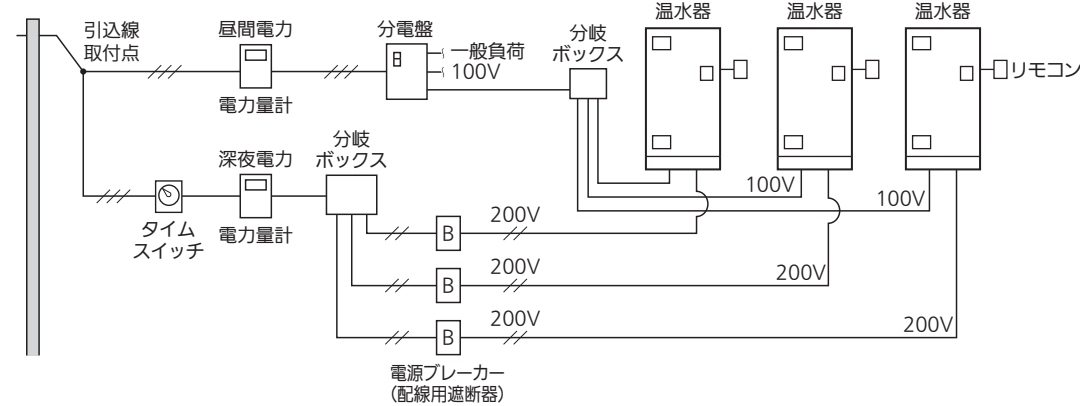 引込線
取付点
昼間電力
電力量計
分電盤
一般負荷
100V
分岐
ボックス
温水器
温水器
温水器
リモコン
深夜電力
電力量計
タイム
スイッチ
分岐
ボックス
100V
100V
200V
B
200V
B
200V
200V
B
200V
電源ブレーカー
(配線用遮断器)